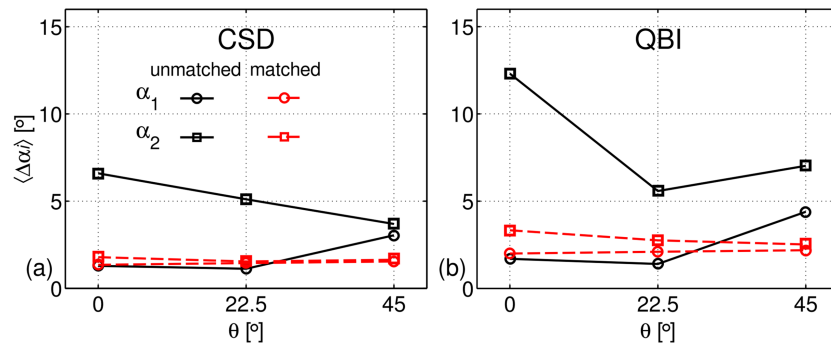 CSD
unmatched matched
α1
α2
15
10
5
0
⟨Δαi⟩ [º]
(a)
0 22.5 45
θ [º]
QBI
15
10
5
0
(b)
0 22.5 45
θ [º]